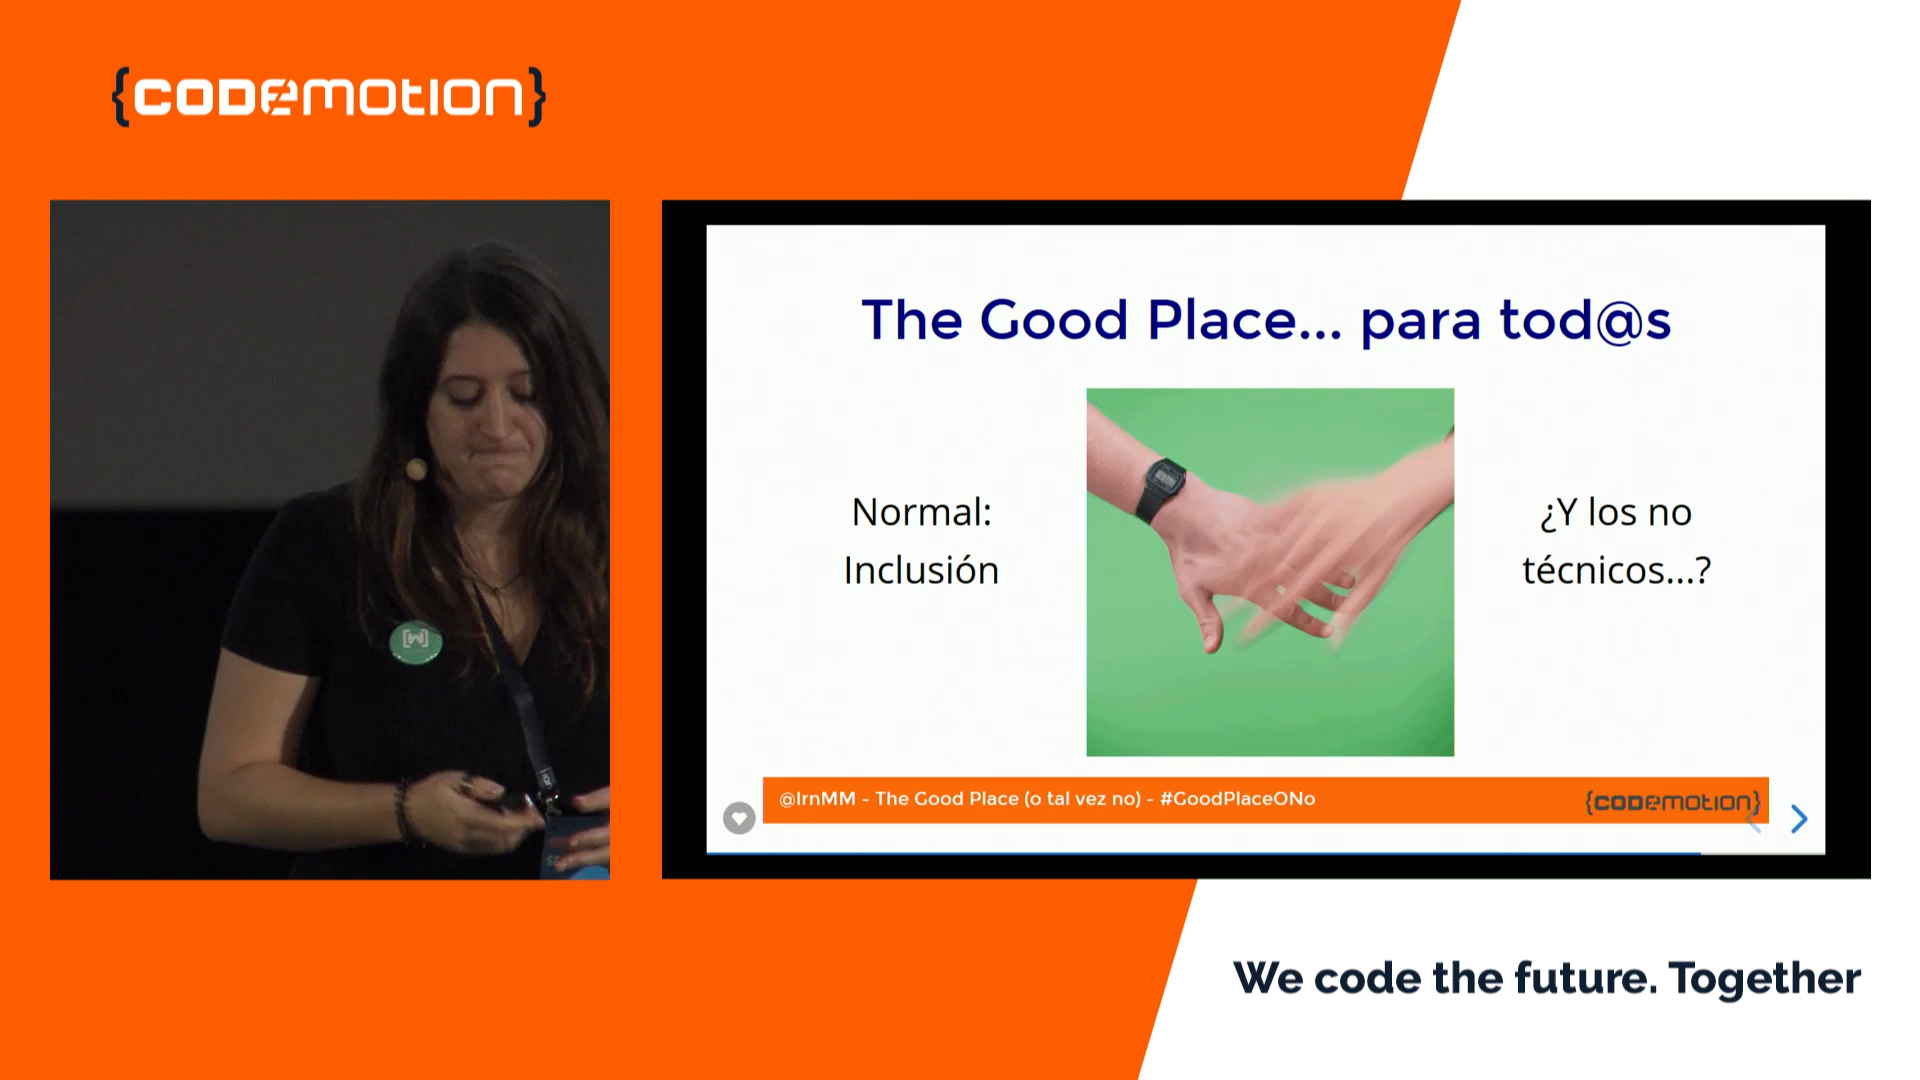 {CODEMOTION}
The Good Place... para tod@s
Normal:
Inclusión
¿Y los no
técnicos...?
@IrnMM - The Good Place (o tal vez no) - #GoodPlaceONo
{CODEMOTION}
We code the future. Together